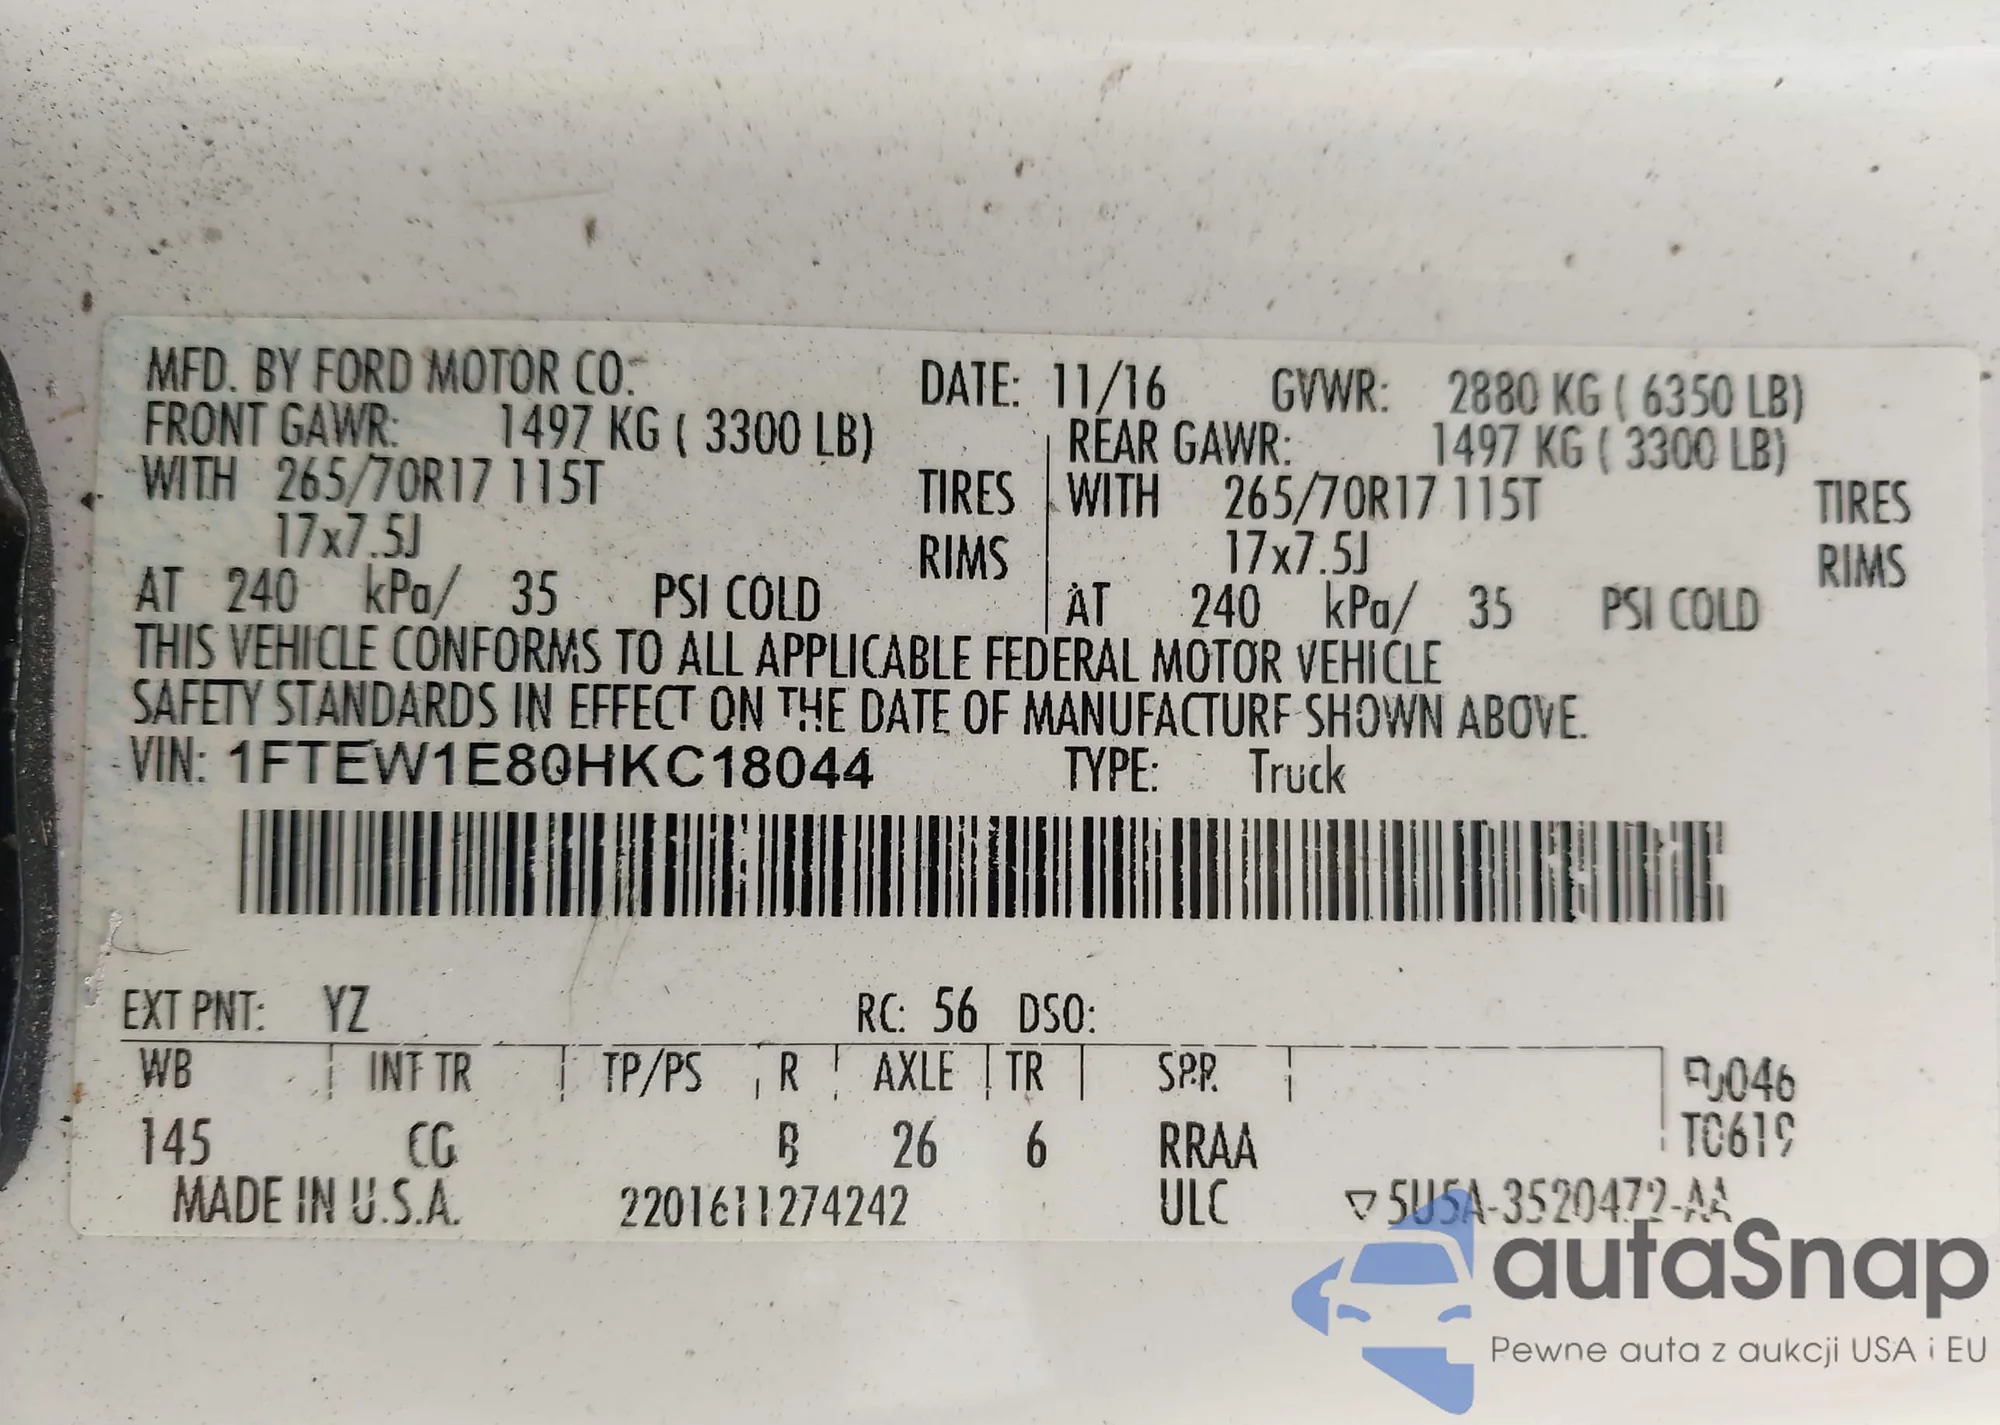 MFD. BY FORD MOTOR CO. DATE: 11/16 GVWR: 2880 KG ( 6350 LB)
FRONT GAWR: 1497 KG ( 3300 LB) REAR GAWR: 1497 KG ( 3300 LB)
WITH 265/70R17 115T TIRES WITH 265/70R17 115T TIRES
17x7.5J RIMS 17x7.5J RIMS
AT 240 kPa/ 35 PSI COLD AT 240 kPa/ 35 PSI COLD
THIS VEHICLE CONFORMS TO ALL APPLICABLE FEDERAL MOTOR VEHICLE
SAFETY STANDARDS IN EFFECT ON THE DATE OF MANUFACTURE SHOWN ABOVE.
VIN: 1FTEW1E80HKC18044 TYPE: Truck
EXT PNT: YZ RC: 56 DSO:
WB INT TR TP/PS R AXLE TR SPR
145 CG B 26 6 RRAA T0619
MADE IN U.S.A. 2201611274242 ULC ▽5U5A-3520472-AA
autaSnap
Pewne auta z aukcji USA i EU